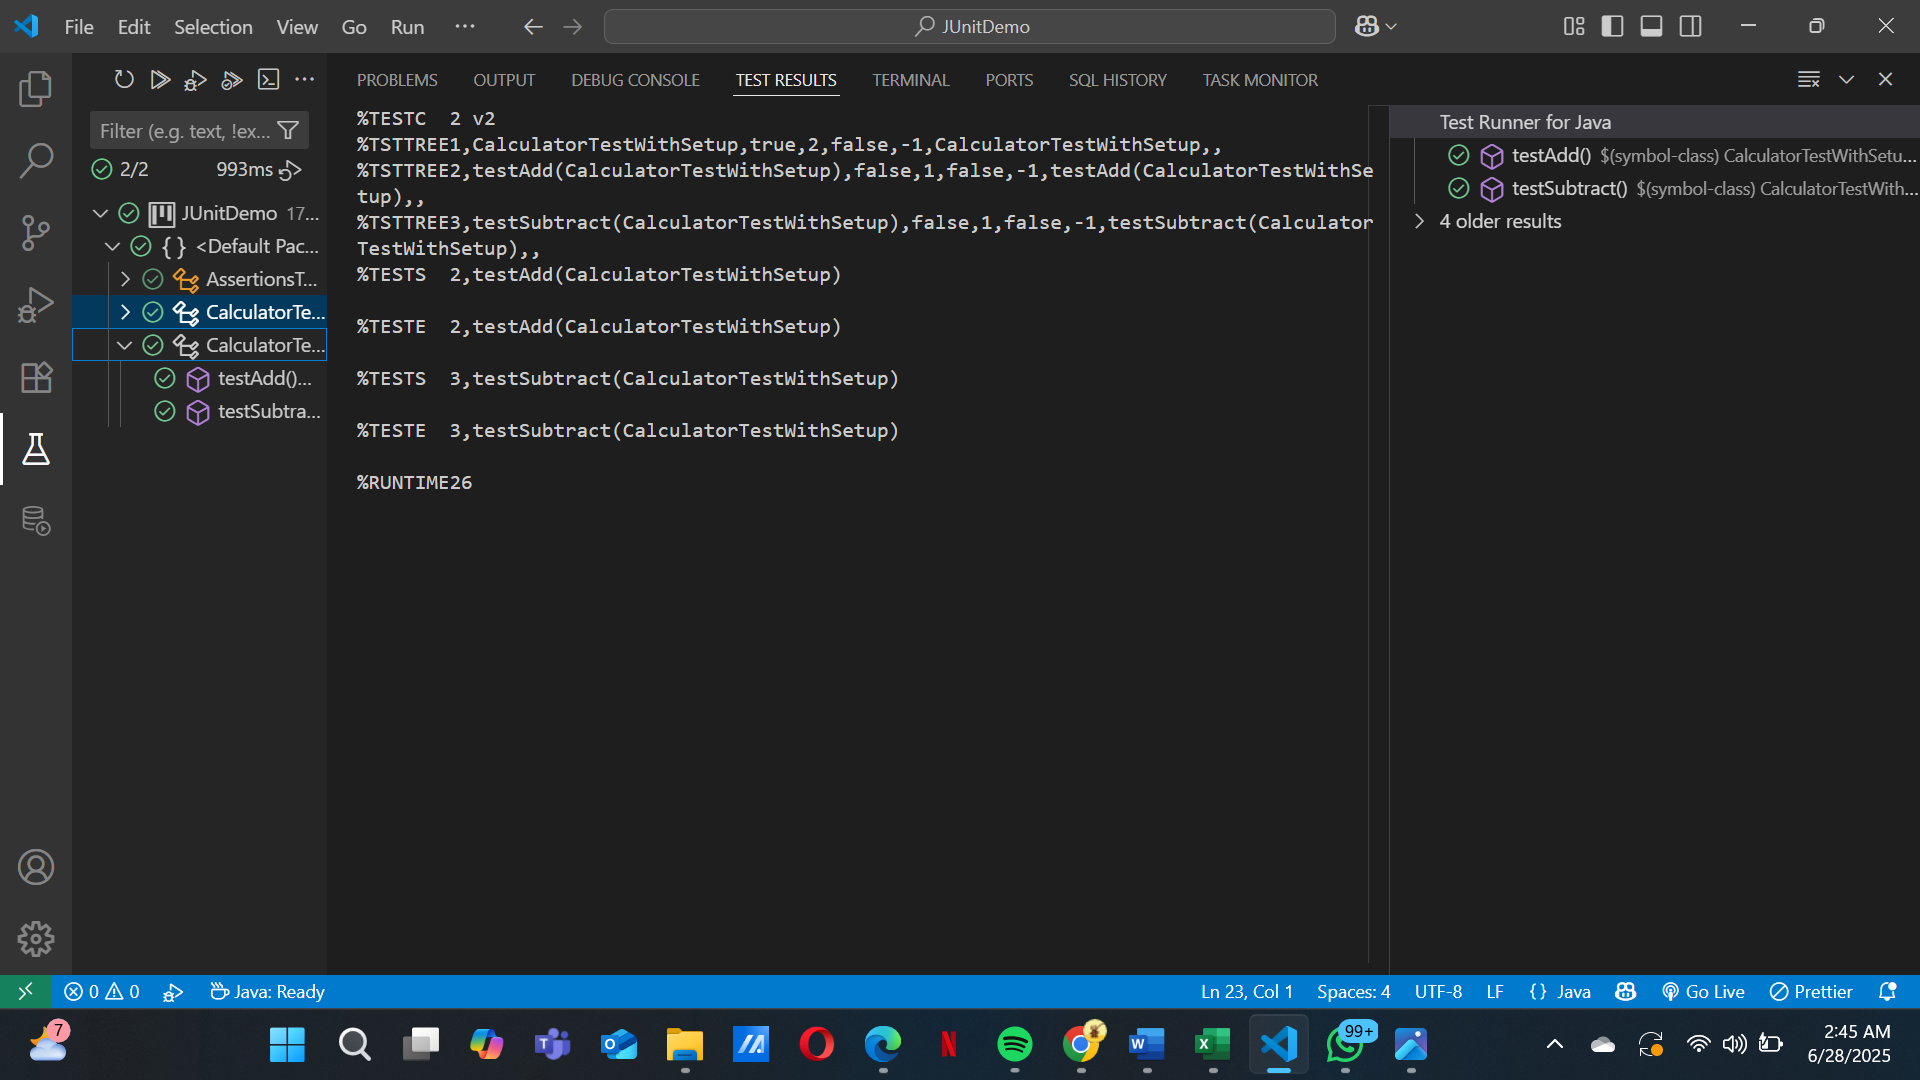 File Edit Selection View Go Run ···
JUnitDemo
PROBLEMS OUTPUT DEBUG CONSOLE TEST RESULTS TERMINAL PORTS SQL HISTORY TASK MONITOR
Filter (e.g. text, !ex...
2/2 993ms
JUnitDemo 17...
{ } <Default Pac...
AssertionsT...
CalculatorTe...
CalculatorTe...
testAdd()...
testSubtra...
%TESTC  2 v2
%TSTTREE1,CalculatorTestWithSetup,true,2,false,-1,CalculatorTestWithSetup,,
%TSTTREE2,testAdd(CalculatorTestWithSetup),false,1,false,-1,testAdd(CalculatorTestWithSe
tup),,
%TSTTREE3,testSubtract(CalculatorTestWithSetup),false,1,false,-1,testSubtract(Calculator
TestWithSetup),,
%TESTS  2,testAdd(CalculatorTestWithSetup)
%TESTE  2,testAdd(CalculatorTestWithSetup)
%TESTS  3,testSubtract(CalculatorTestWithSetup)
%TESTE  3,testSubtract(CalculatorTestWithSetup)
%RUNTIME26
Test Runner for Java
testAdd() $(symbol-class) CalculatorTestWithSetu...
testSubtract() $(symbol-class) CalculatorTestWith...
4 older results
0 0 Java: Ready
Ln 23, Col 1 Spaces: 4 UTF-8 LF { } Java Go Live Prettier
7
99+
2:45 AM
6/28/2025